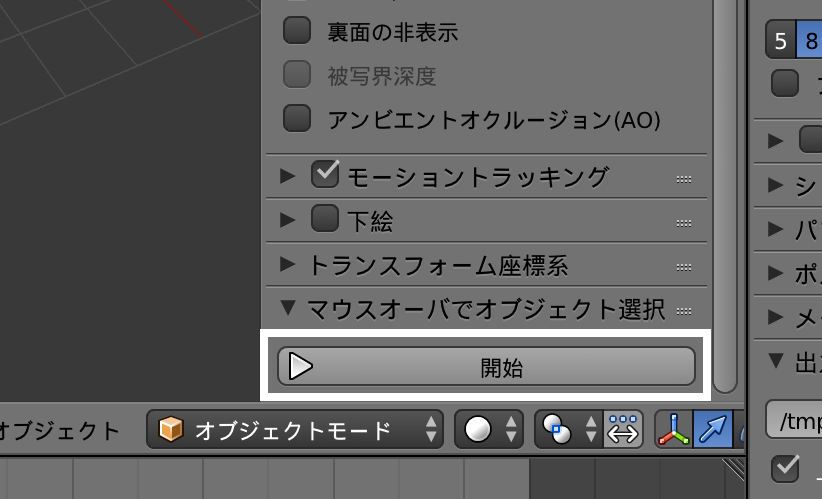 裏面の非表示
被写界深度
アンビエントオクルージョン(AO)
モーショントラッキング
下絵
トランスフォーム座標系
マウスオーバでオブジェクト選択
開始
オブジェクト
オブジェクトモード
5 8
シ
パ
ポ
メ
出
/tmp